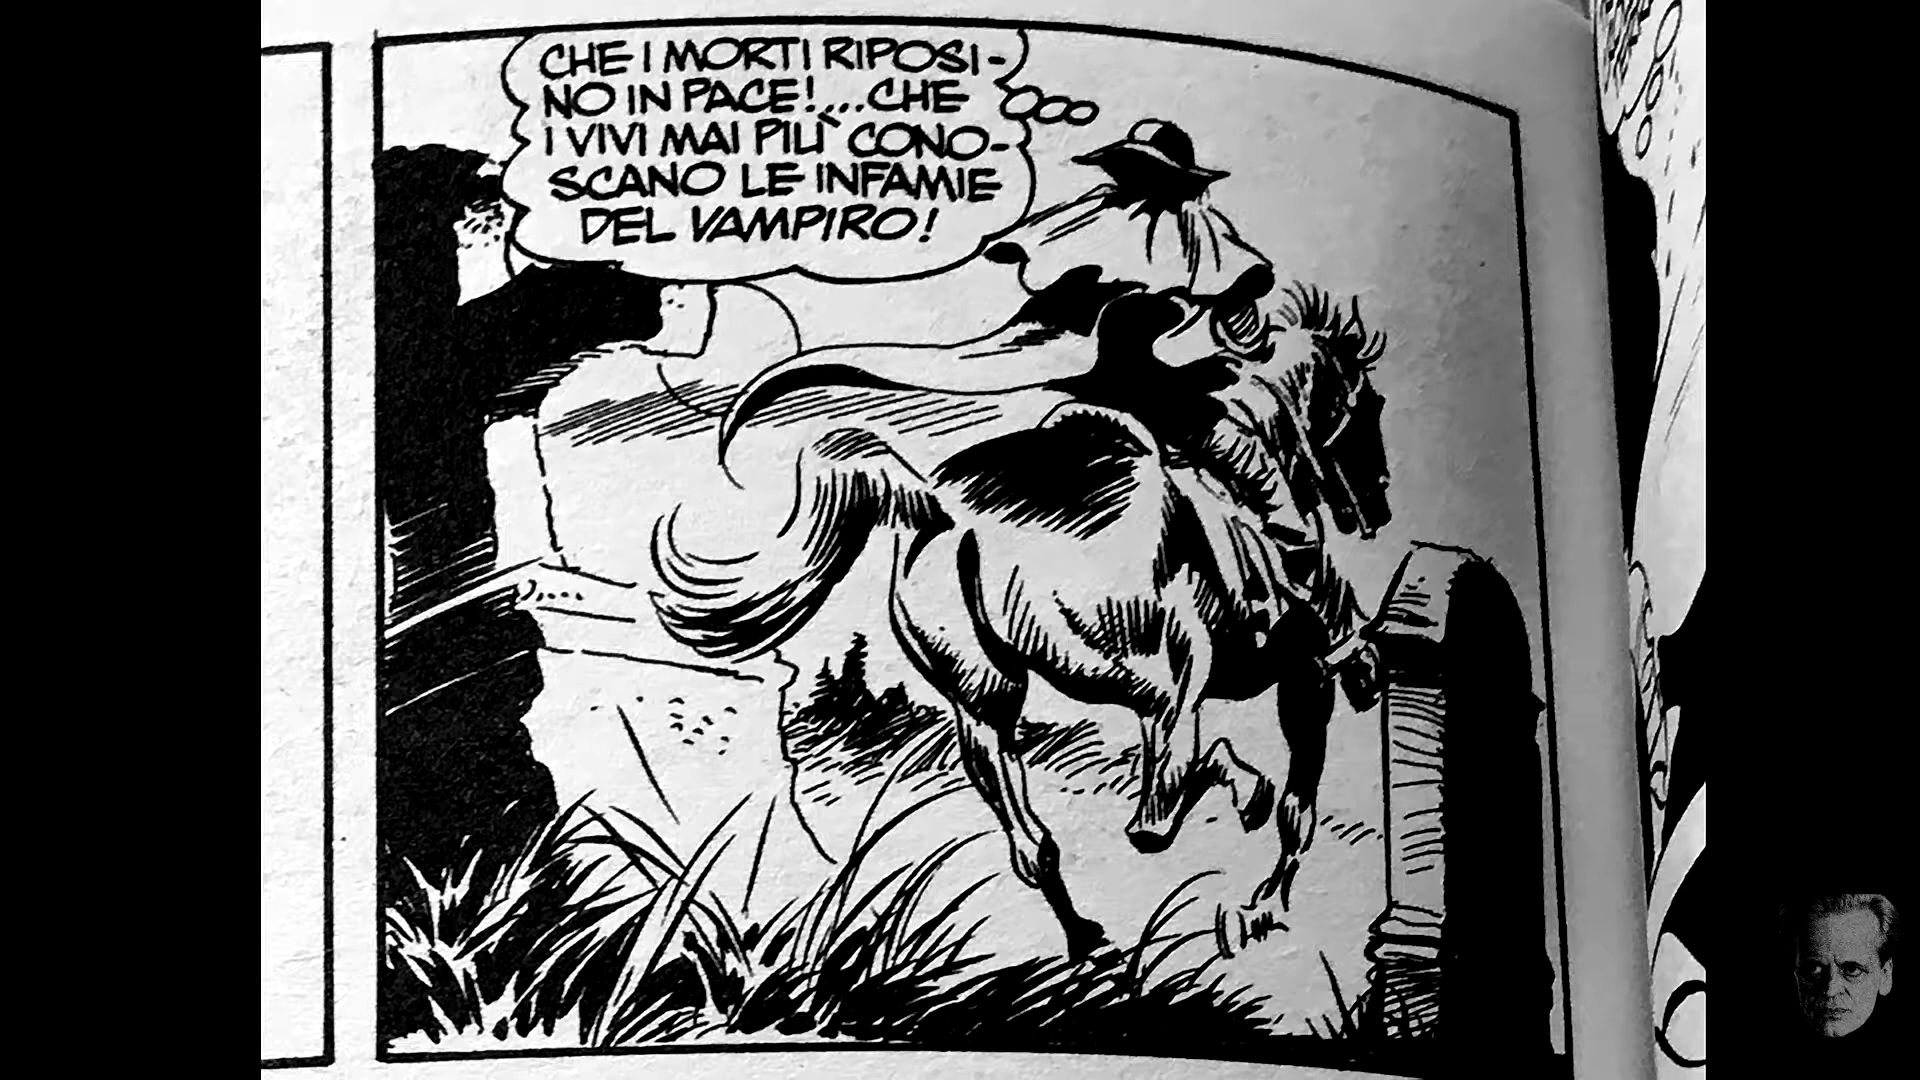 CHE I MORTI RIPOSI-
NO IN PACE!...CHE
I VIVI MAI PIÙ CONO-
SCANO LE INFAMIE
DEL VAMPIRO!